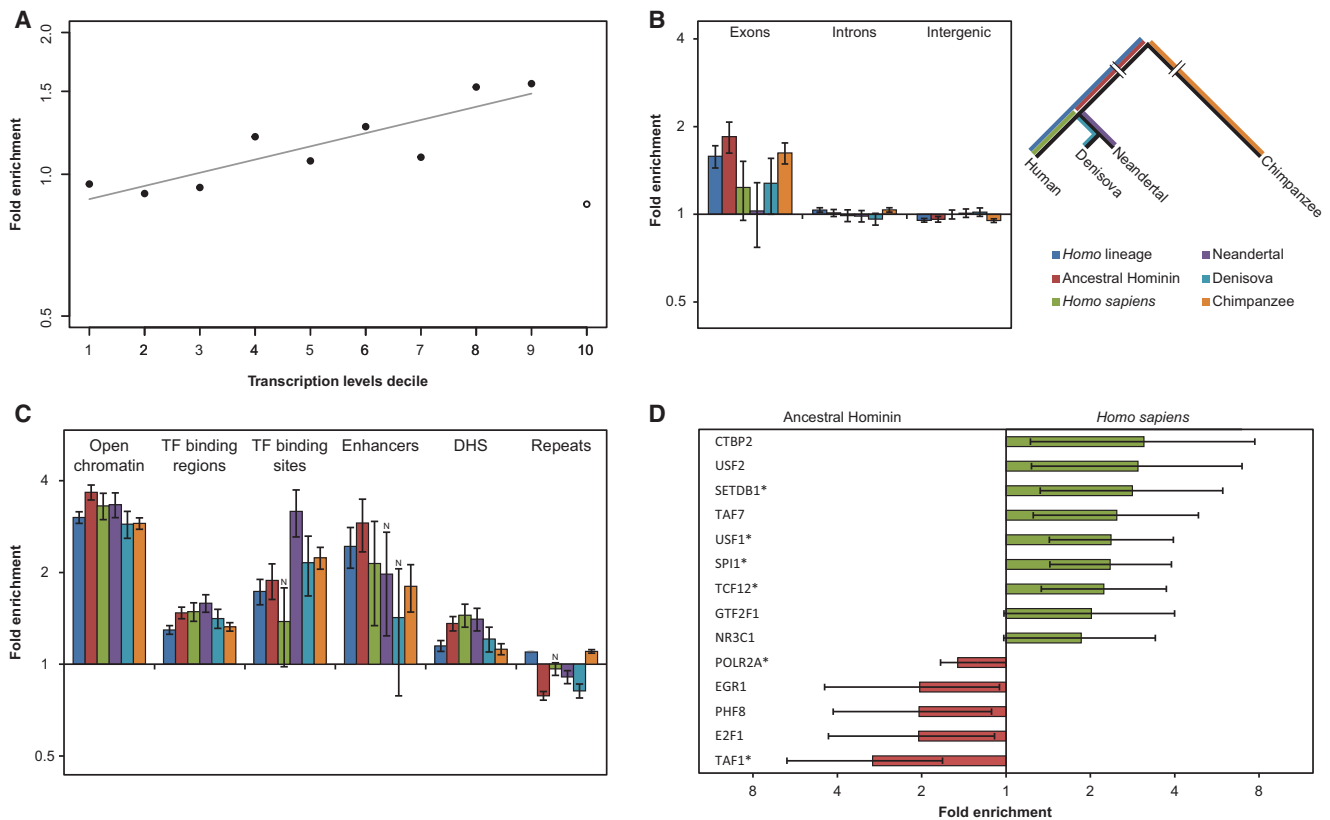 A
2.0
1.5
1.0
0.5
Fold enrichment
1 2 3 4 5 6 7 8 9 10
Transcription levels decile
B
Exons Introns Intergenic
4
2
1
0.5
Fold enrichment
Human
Denisova
Neandertal
Chimpanzee
Homo lineage
Ancestral Hominin
Homo sapiens
Neandertal
Denisova
Chimpanzee
C
Open chromatin
TF binding regions
TF binding sites
Enhancers
DHS
Repeats
4
2
1
0.5
Fold enrichment
N
N
N
N
D
Ancestral Hominin
Homo sapiens
CTBP2
USF2
SETDB1*
TAF7
USF1*
SPI1*
TCF12*
GTF2F1
NR3C1
POLR2A*
EGR1
PHF8
E2F1
TAF1*
8 4 2 1 2 4 8
Fold enrichment